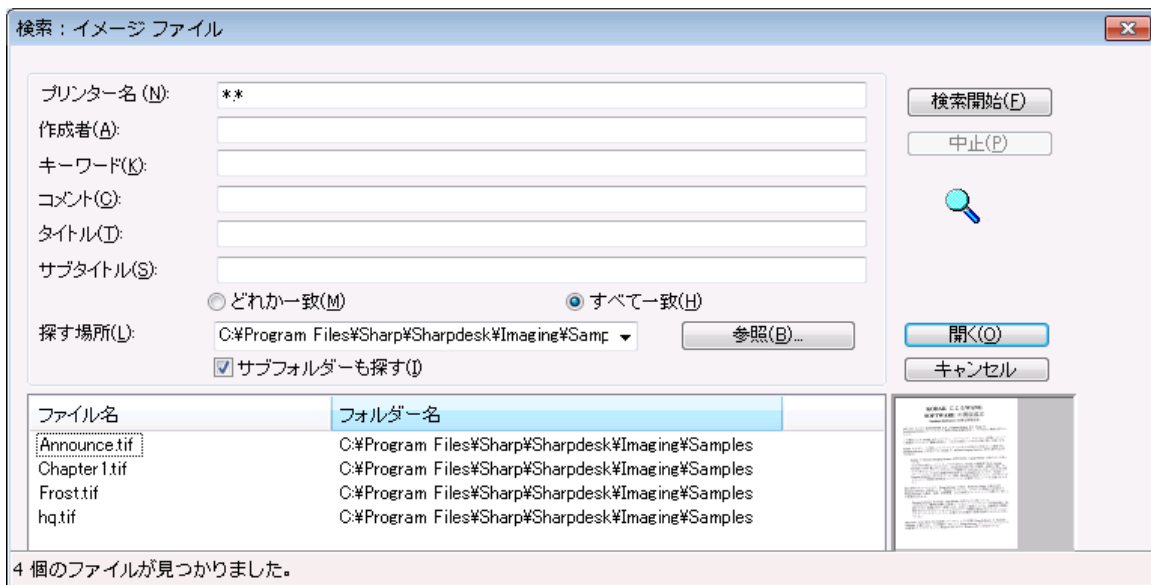 検索：イメージ ファイル
プリンター名 (N): *.*
検索開始(F)
作成者(A):
中止(P)
キーワード(K):
コメント(C):
タイトル(T):
サブタイトル(S):
どれか一致(M) すべて一致(H)
探す場所(L): C:¥Program Files¥Sharp¥Sharpdesk¥Imaging¥Samp 参照(B)... 開く(O)
サブフォルダーも探す(I) キャンセル
ファイル名 フォルダー名
Announce.tif C:¥Program Files¥Sharp¥Sharpdesk¥Imaging¥Samples
Chapter1.tif C:¥Program Files¥Sharp¥Sharpdesk¥Imaging¥Samples
Frost.tif C:¥Program Files¥Sharp¥Sharpdesk¥Imaging¥Samples
hq.tif C:¥Program Files¥Sharp¥Sharpdesk¥Imaging¥Samples
4 個のファイルが見つかりました。